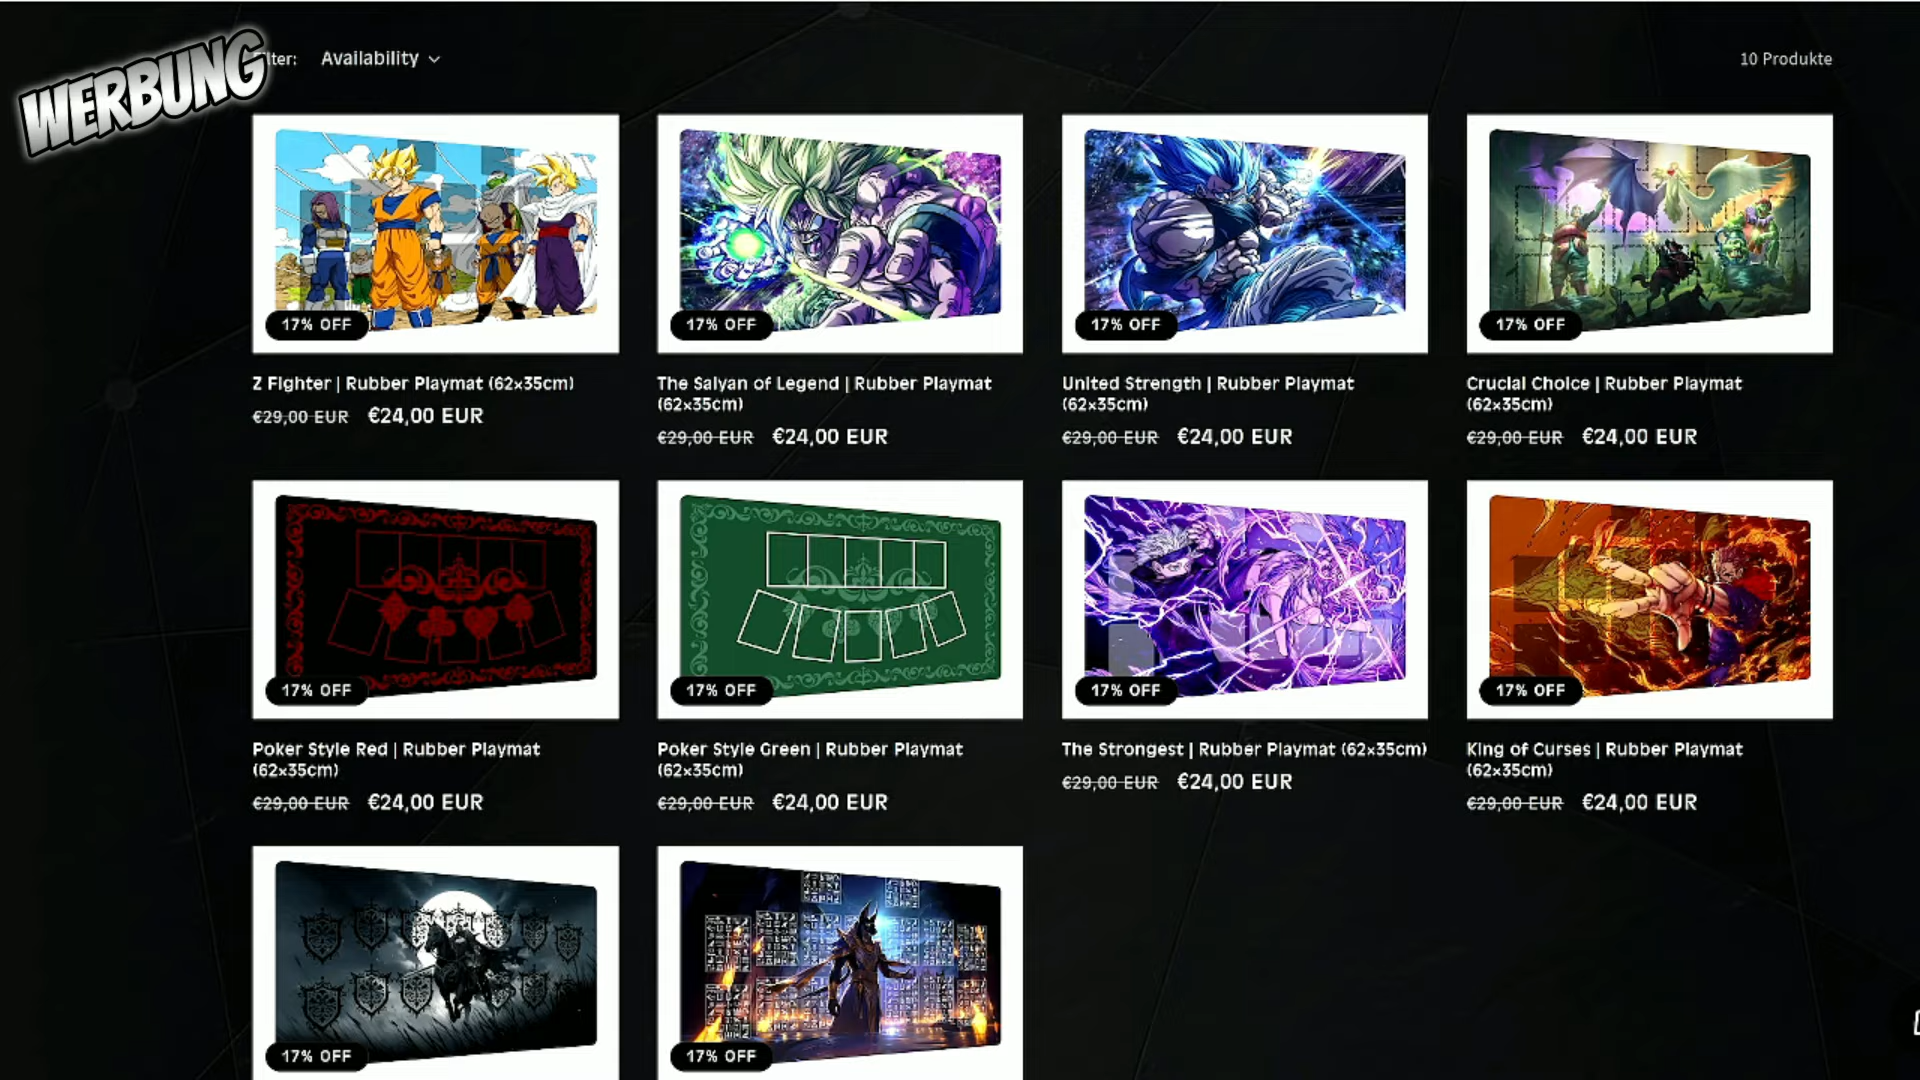 WERBUNG
Availability
10 Produkte
17% OFF
17% OFF
17% OFF
17% OFF
Z Fighter | Rubber Playmat (62x35cm)
€29,00 EUR €24,00 EUR
The Saiyan of Legend | Rubber Playmat
(62x35cm)
€29,00 EUR €24,00 EUR
United Strength | Rubber Playmat
(62x35cm)
€29,00 EUR €24,00 EUR
Crucial Choice | Rubber Playmat
(62x35cm)
€29,00 EUR €24,00 EUR
17% OFF
17% OFF
17% OFF
17% OFF
Poker Style Red | Rubber Playmat
(62x35cm)
€29,00 EUR €24,00 EUR
Poker Style Green | Rubber Playmat
(62x35cm)
€29,00 EUR €24,00 EUR
The Strongest | Rubber Playmat (62x35cm)
€29,00 EUR €24,00 EUR
King of Curses | Rubber Playmat
(62x35cm)
€29,00 EUR €24,00 EUR
17% OFF
17% OFF